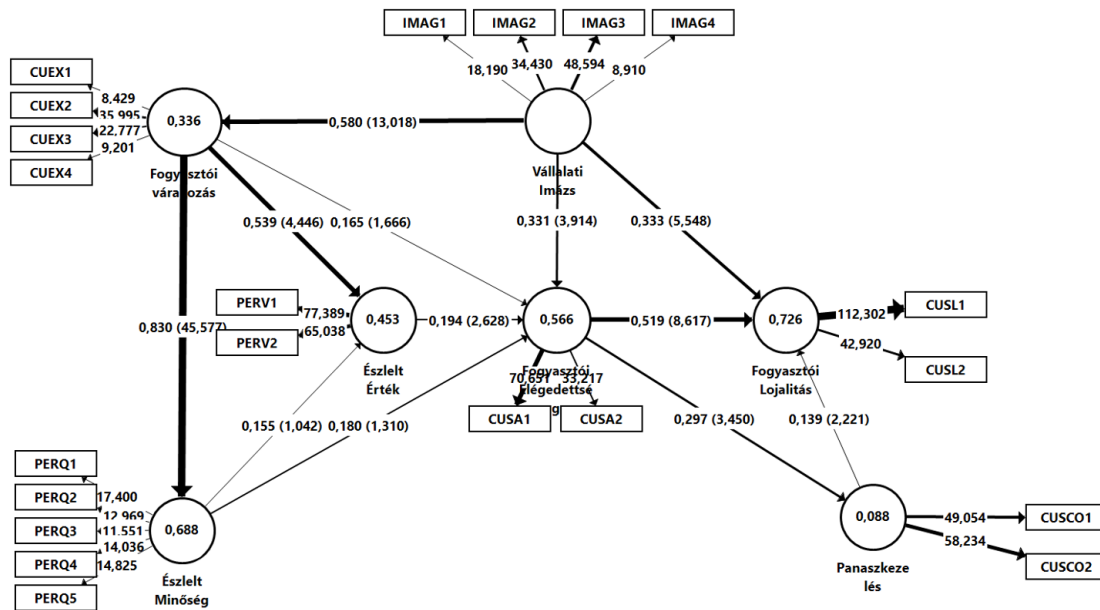 IMAG1
IMAG2
IMAG3
IMAG4
18,190
34,430
48,594
8,910
CUEX1
CUEX2
CUEX3
CUEX4
8,429
35,995
22,777
9,201
0,336
Fogyasztói
várakozás
0,580 (13,018)
Vállalati
Imázs
0,539 (4,446)
0,165 (1,666)
0,331 (3,914)
0,333 (5,548)
0,830 (45,577)
PERV1
PERV2
77,389
65,038
0,453
Észlelt
Érték
0,194 (2,628)
0,566
Fogyasztói
Elégedettsé
g
0,519 (8,617)
0,726
Fogyasztói
Lojalitás
112,302
42,920
CUSL1
CUSL2
70,651
33,217
CUSA1
CUSA2
0,155 (1,042)
0,180 (1,310)
0,297 (3,450)
0,139 (2,221)
PERQ1
PERQ2
PERQ3
PERQ4
PERQ5
17,400
12,969
11,551
14,036
14,825
0,688
Észlelt
Minőség
0,088
Panaszkeze
lés
49,054
58,234
CUSCO1
CUSCO2